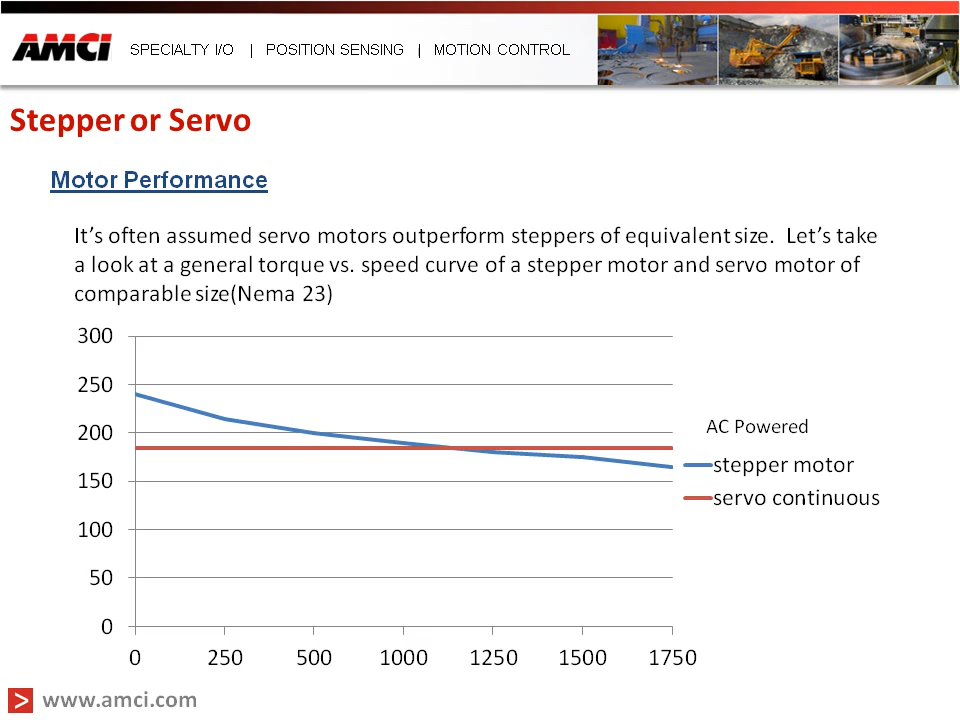 AMCI SPECIALTY I/O | POSITION SENSING | MOTION CONTROL
Stepper or Servo
Motor Performance
It's often assumed servo motors outperform steppers of equivalent size. Let's take
a look at a general torque vs. speed curve of a stepper motor and servo motor of
comparable size(Nema 23)
300
250
200
150
100
50
0
0 250 500 1000 1250 1500 1750
AC Powered
stepper motor
servo continuous
> www.amci.com